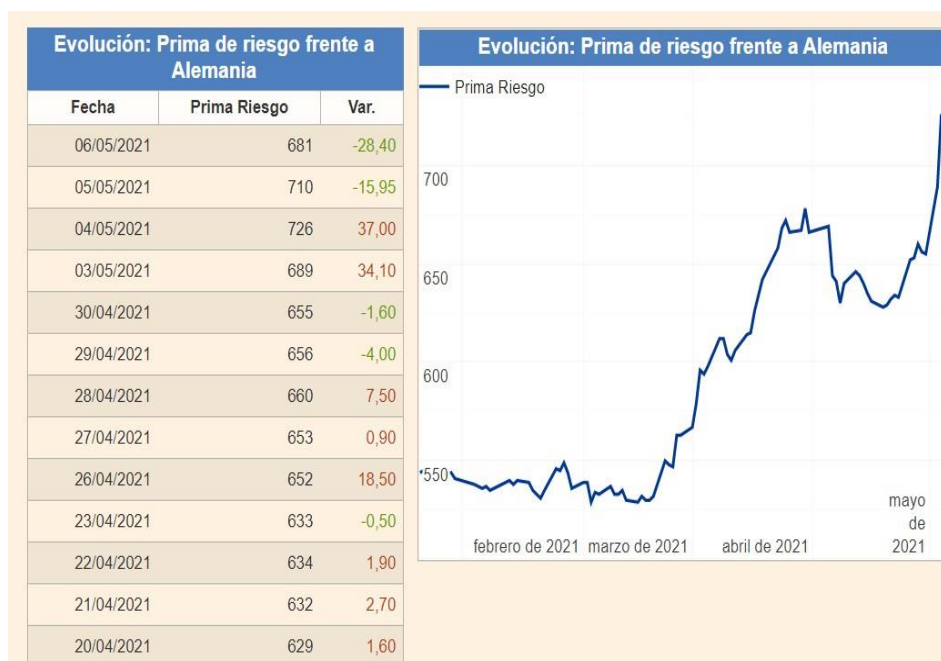 Evolución: Prima de riesgo frente a
Alemania
Fecha Prima Riesgo Var.
06/05/2021 681 -28,40
05/05/2021 710 -15,95
04/05/2021 726 37,00
03/05/2021 689 34,10
30/04/2021 655 -1,60
29/04/2021 656 -4,00
28/04/2021 660 7,50
27/04/2021 653 0,90
26/04/2021 652 18,50
23/04/2021 633 -0,50
22/04/2021 634 1,90
21/04/2021 632 2,70
20/04/2021 629 1,60
Evolución: Prima de riesgo frente a Alemania
Prima Riesgo
700
650
600
550
febrero de 2021 marzo de 2021 abril de 2021
mayo
de
2021